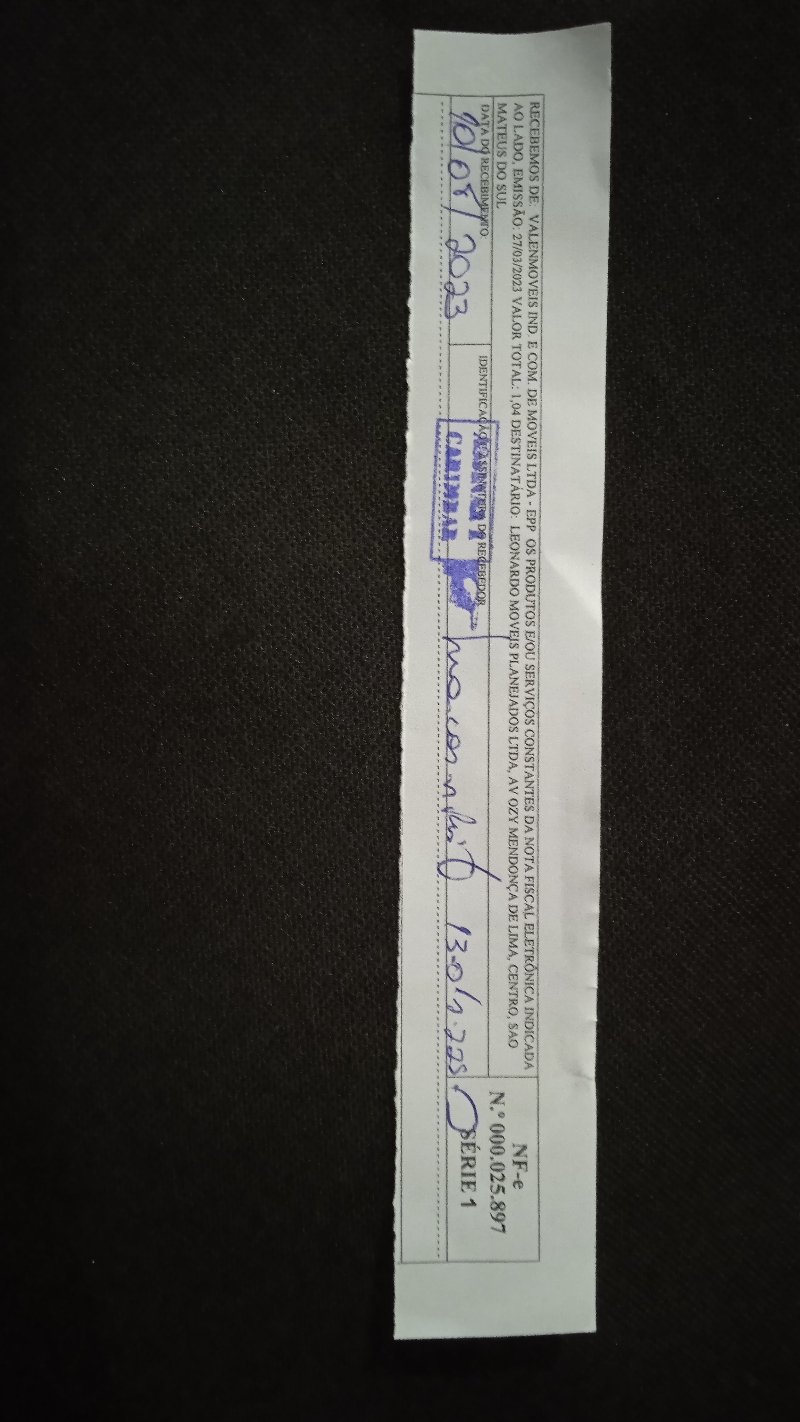 RECEBEMOS DE VALENMOVEIS IND. E COM. DE MOVEIS LTDA - EPP OS PRODUTOS E/OU SERVIÇOS CONSTANTES DA NOTA FISCAL ELETRÔNICA INDICADA
AO LADO, EMISSÃO: 27/03/2023 VALOR TOTAL: 1,04 DESTINATÁRIO: LEONARDO MOVEIS PLANEJADOS LTDA, AV OZY MENDONÇA DE LIMA, CENTRO, SAO
MATEUS DO SUL
NF-e
N.º 000.025.897
SÉRIE 1
DATA DO RECEBIMENTO
10/08/2023
IDENTIFICAÇÃO E ASSINATURA DO RECEBEDOR
CARIMBAR